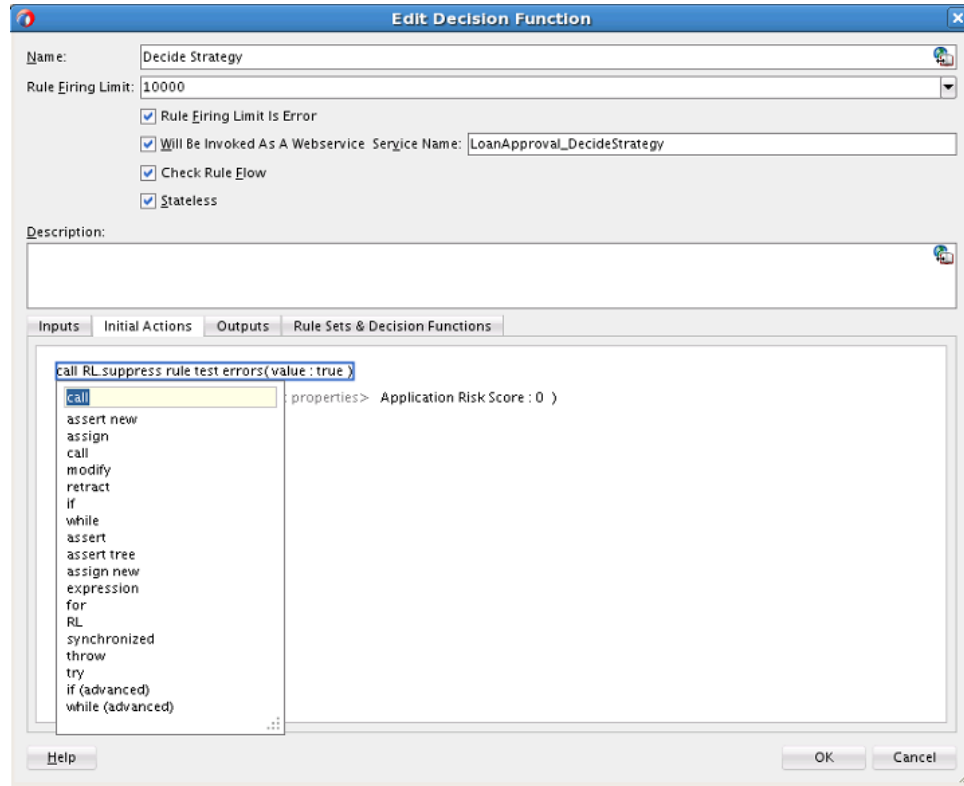 Edit Decision Function
Name: Decide Strategy
Rule Firing Limit: 10000
Rule Firing Limit Is Error
Will Be Invoked As A Webservice Service Name: LoanApproval_DecideStrategy
Check Rule Flow
Stateless
Description:
Inputs Initial Actions Outputs Rule Sets & Decision Functions
call RL.suppress rule test errors( value : true )
call : properties> Application Risk Score : 0 )
assert new
assign
call
modify
retract
if
while
assert
assert tree
assign new
expression
for
RL
synchronized
throw
try
if (advanced)
while (advanced)
Help OK Cancel